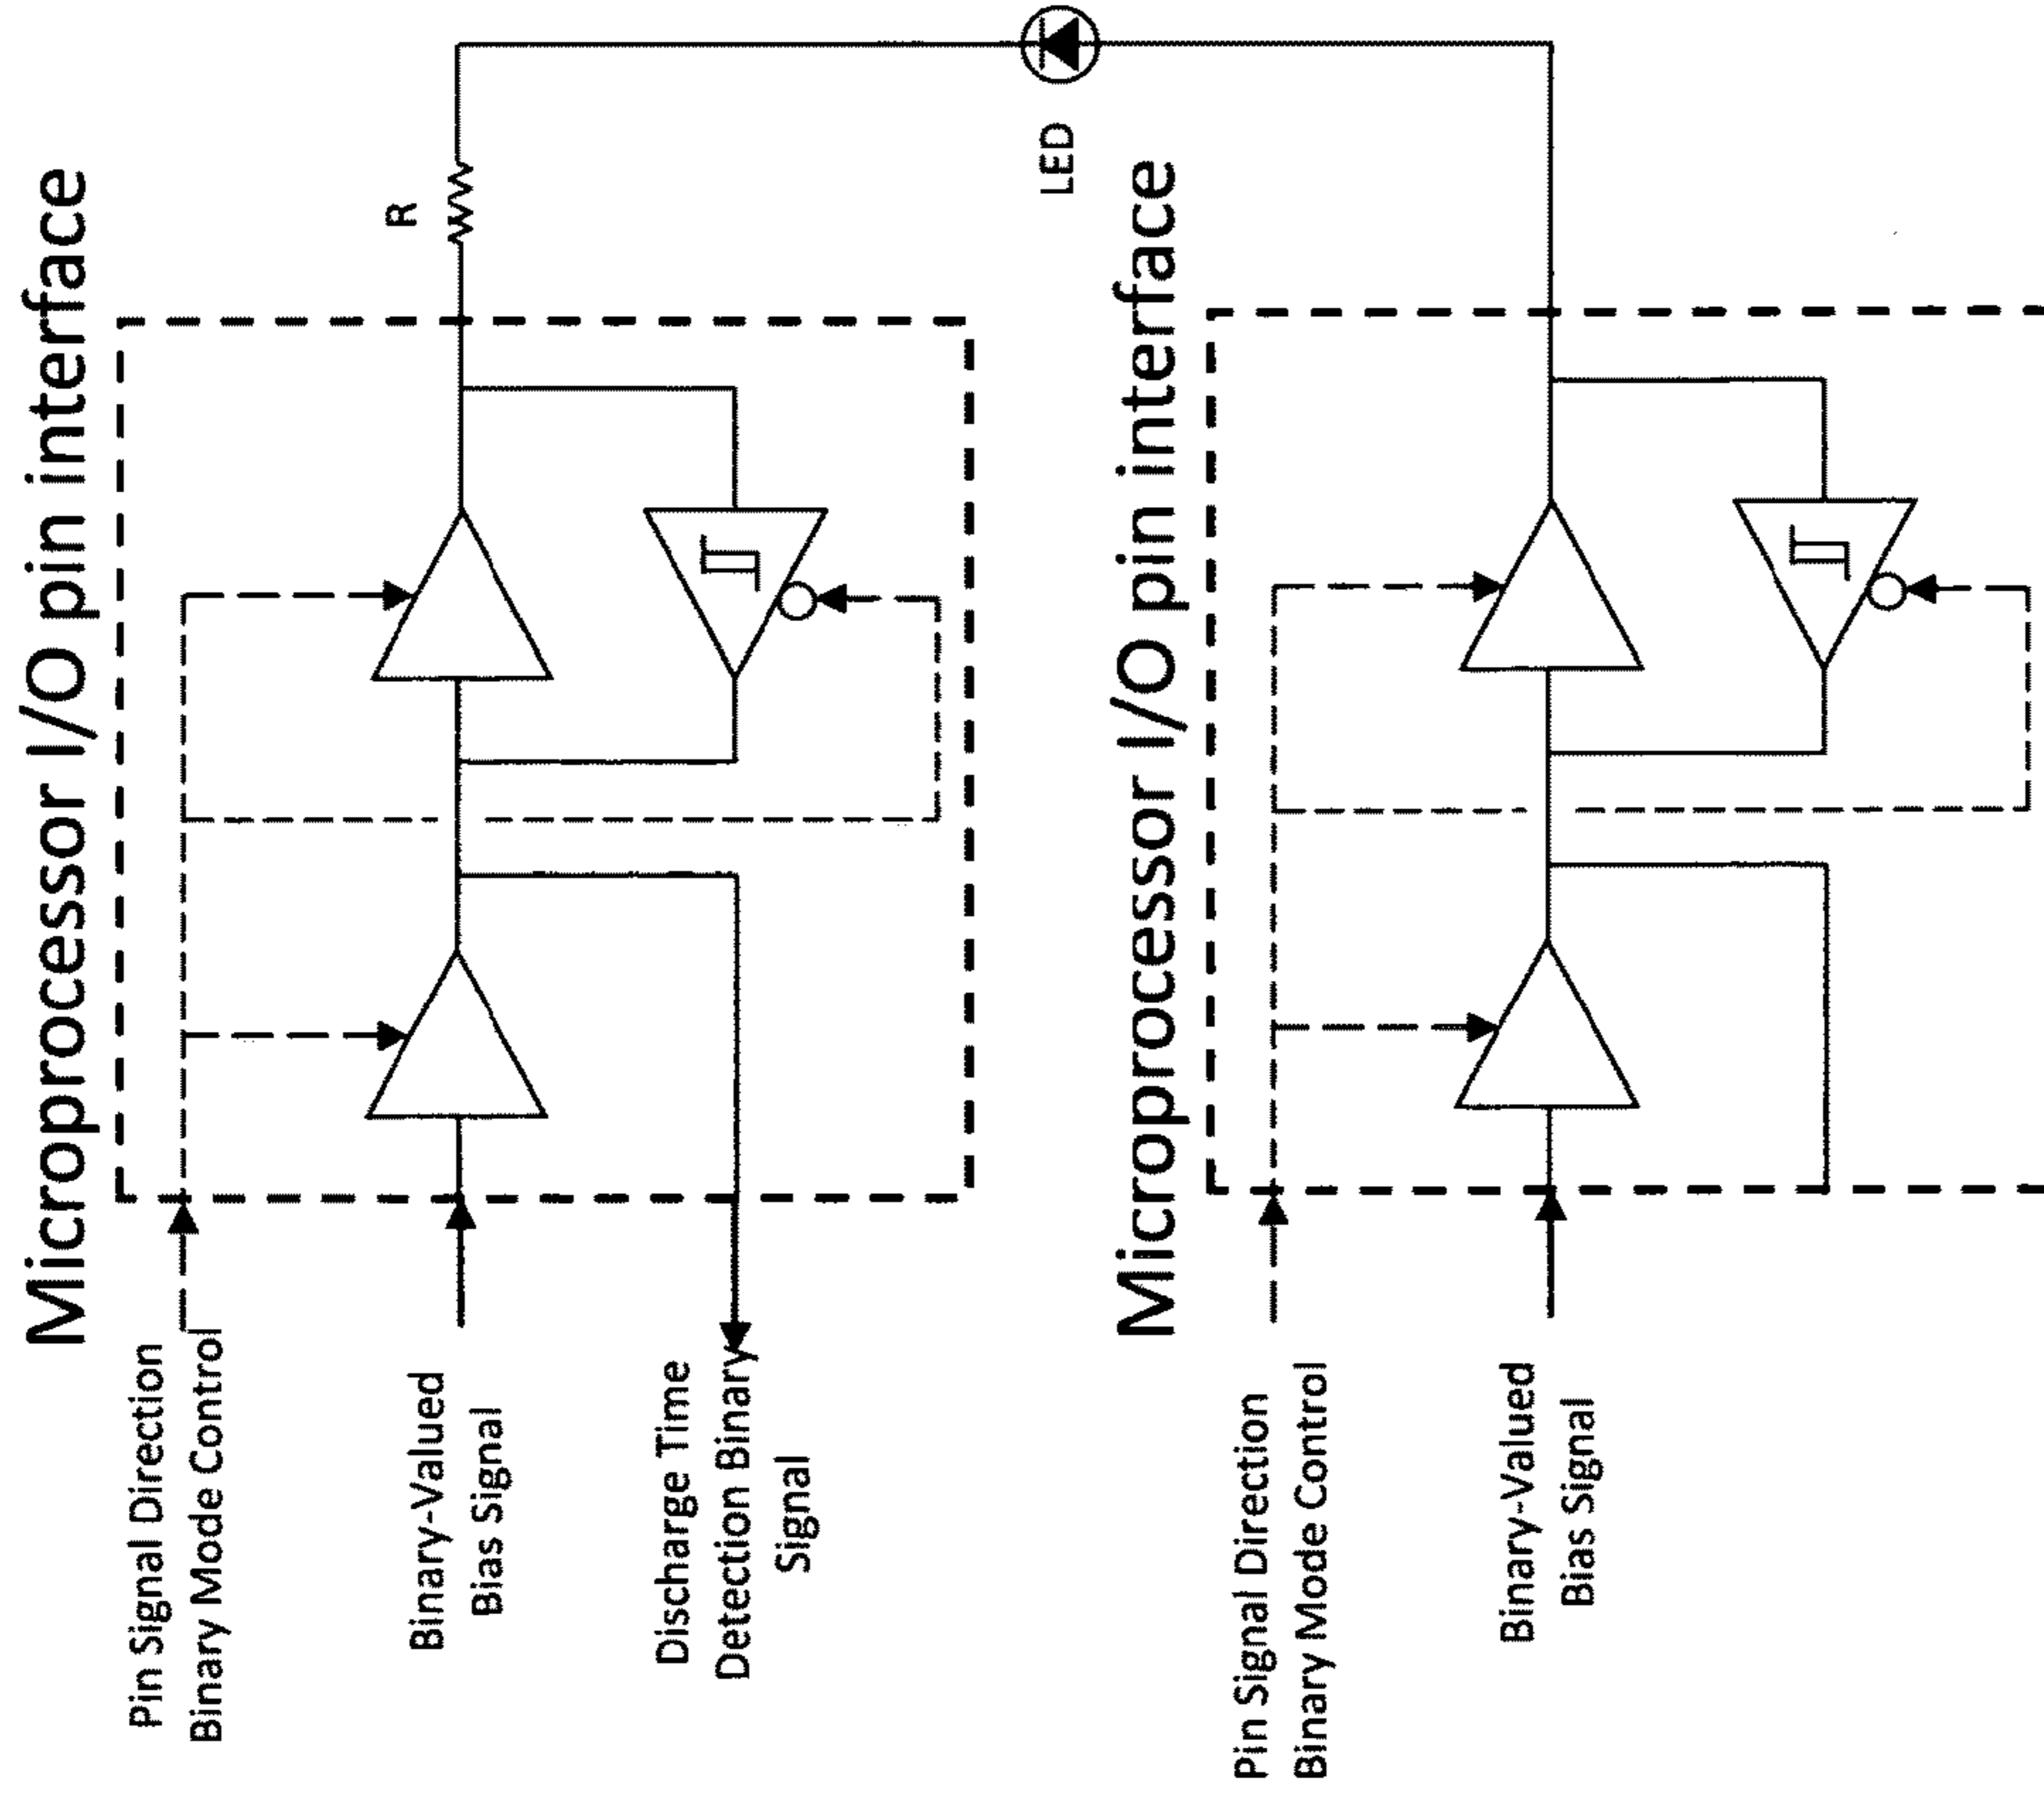 Microprocessor I/O pin interface
Pin Signal Direction
Binary Mode Control
Binary-Valued
Bias Signal
Discharge Time
Detection Binary
Signal
R
LED
Microprocessor I/O pin interface
Pin Signal Direction
Binary Mode Control
Binary-Valued
Bias Signal